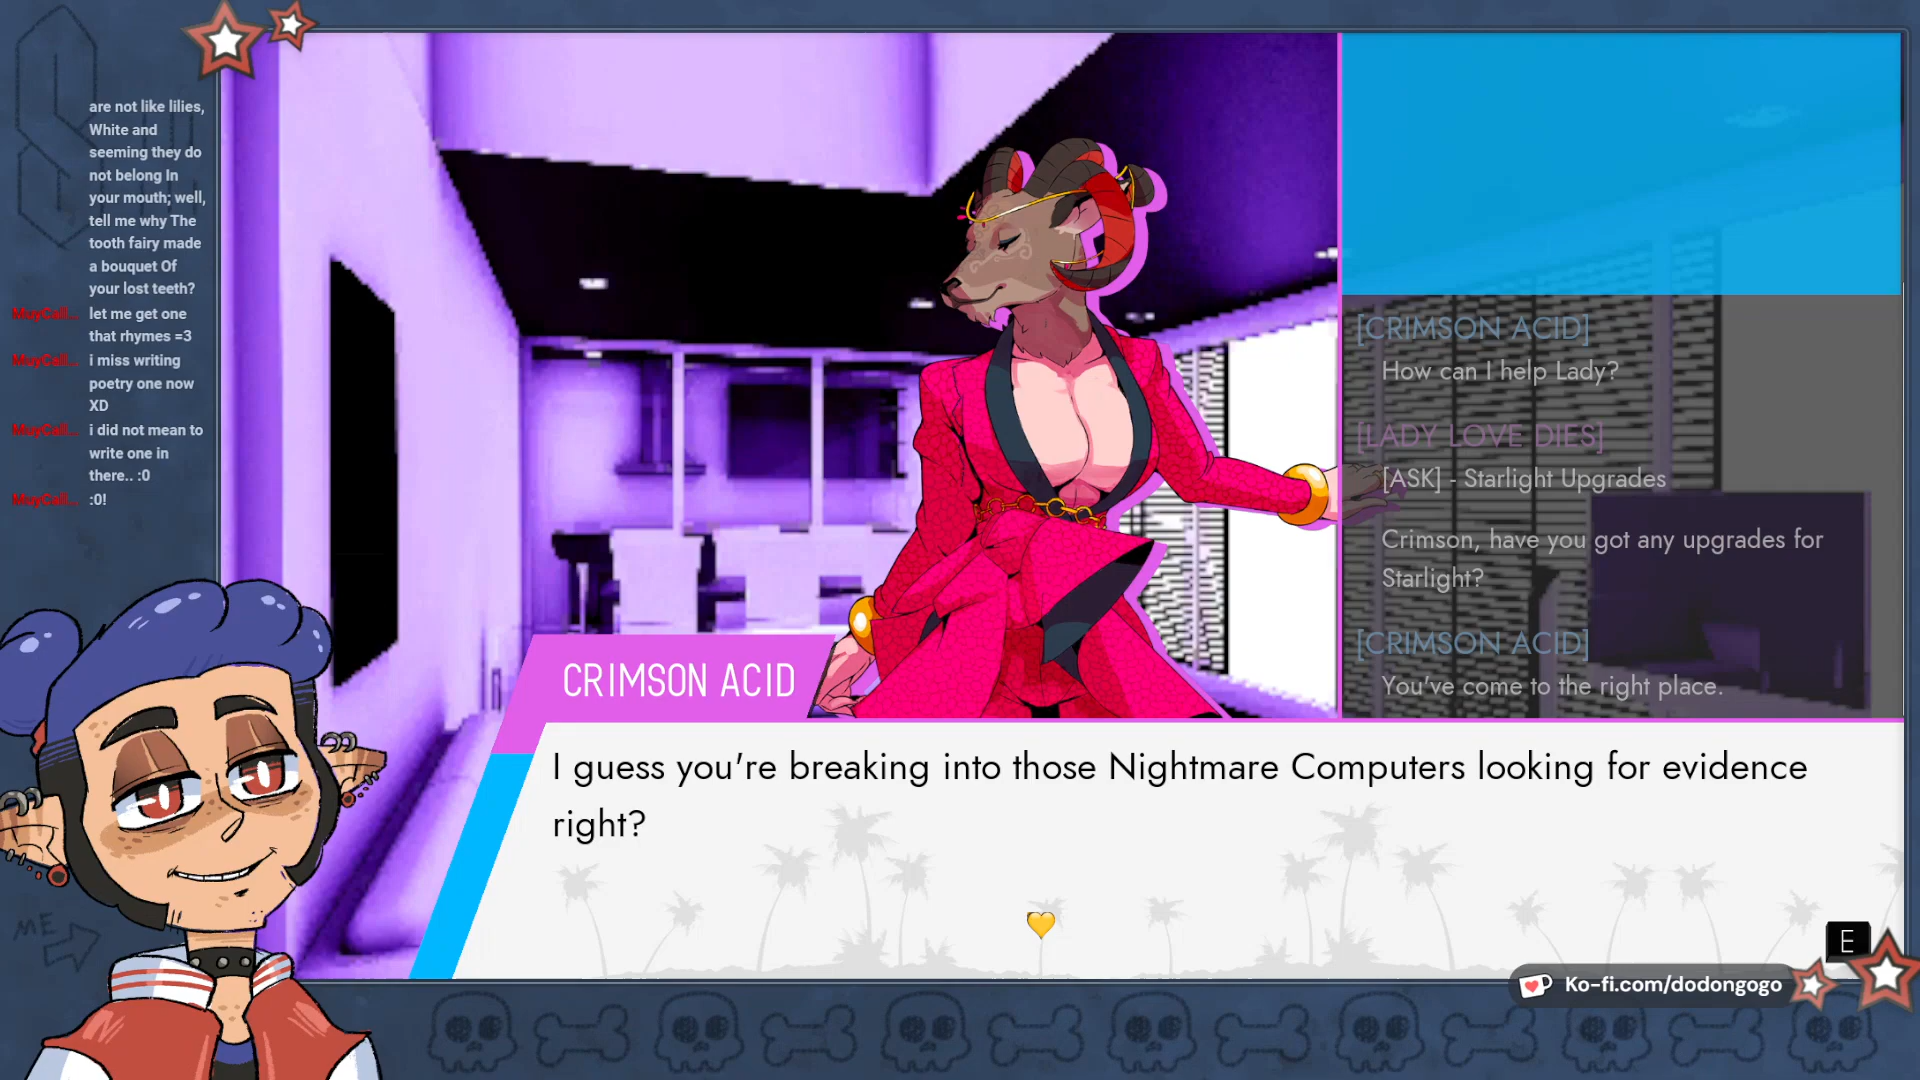 are not like lilies,
White and
seeming they do
not belong In
your mouth; well,
tell me why The
tooth fairy made
a bouquet Of
your lost teeth?
MuyCali... let me get one
that rhymes =3
MuyCali... i miss writing
poetry one now
XD
MuyCali... i did not mean to
write one in
there.. :0
MuyCali... :0!
[CRIMSON ACID]
How can I help Lady?
[LADY LOVE DIES]
[ASK] - Starlight Upgrades
Crimson, have you got any upgrades for
Starlight?
[CRIMSON ACID]
You've come to the right place.
CRIMSON ACID
I guess you're breaking into those Nightmare Computers looking for evidence
right?
E
ME
Ko-fi.com/dodongogo